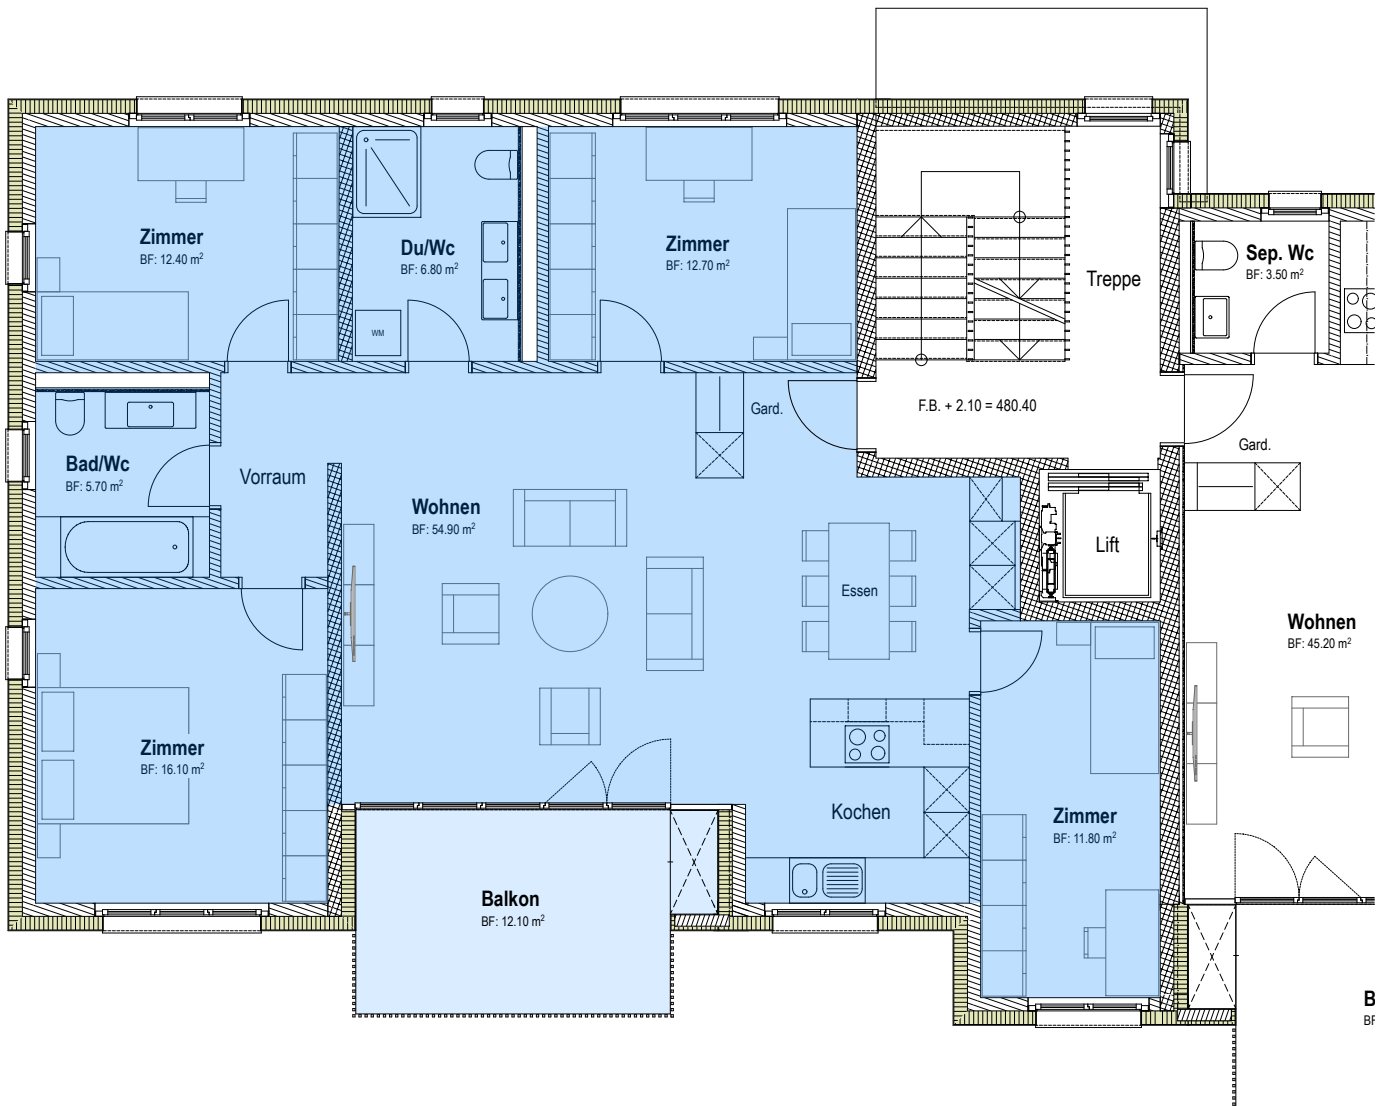 Zimmer
BF: 12.40 m²
Du/Wc
BF: 6.80 m²
WM
Zimmer
BF: 12.70 m²
Treppe
Sep. Wc
BF: 3.50 m²
Gard.
F.B. + 2.10 = 480.40
Gard.
Bad/Wc
BF: 5.70 m²
Vorraum
Wohnen
BF: 54.90 m²
Lift
Essen
Wohnen
BF: 45.20 m²
Zimmer
BF: 16.10 m²
Kochen
Zimmer
BF: 11.80 m²
Balkon
BF: 12.10 m²
B
BF